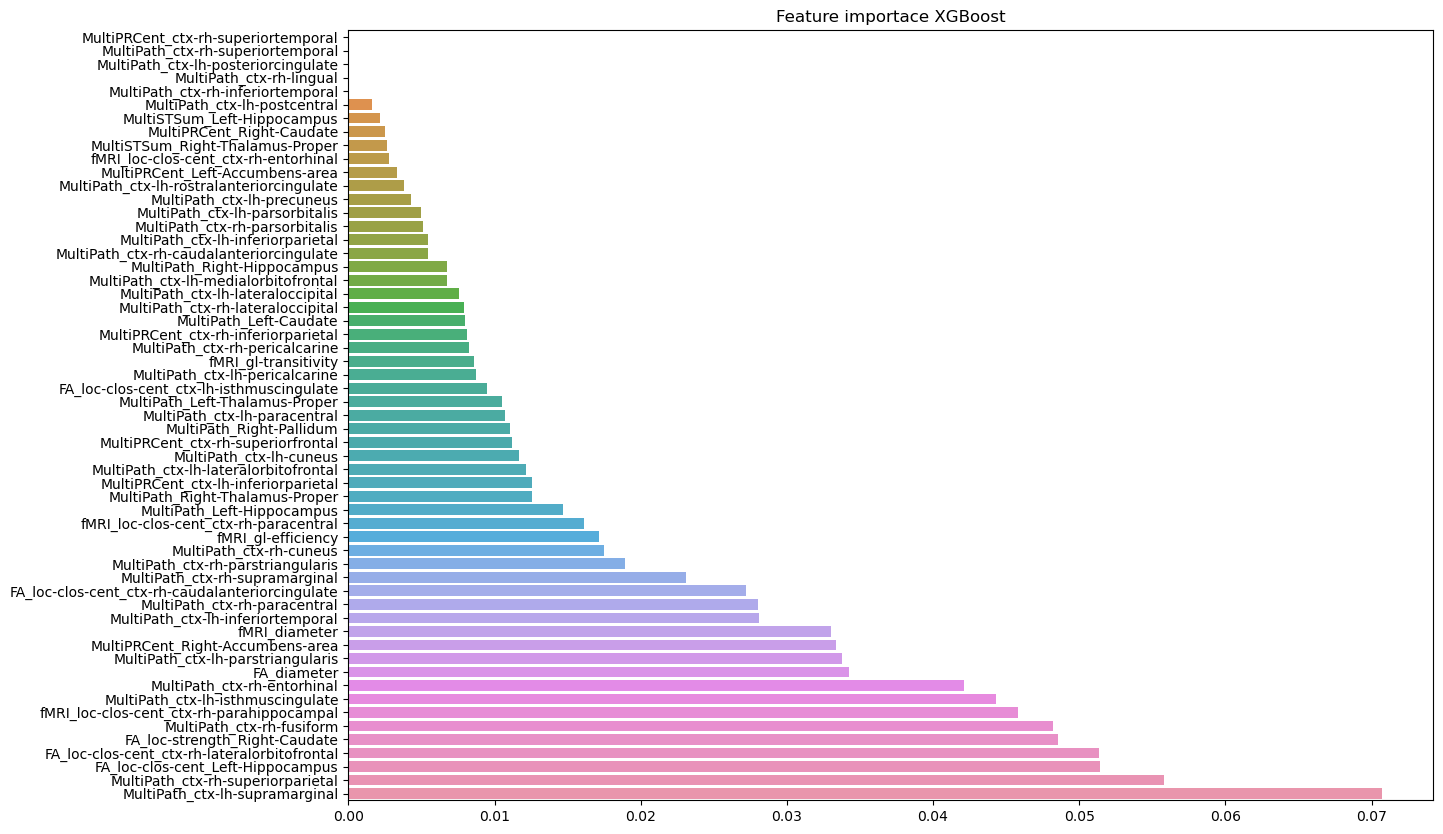 Feature importace XGBoost
MultiPRCent_ctx-rh-superiortemporal
MultiPath_ctx-rh-superiortemporal
MultiPath_ctx-lh-posteriorcingulate
MultiPath_ctx-rh-lingual
MultiPath_ctx-rh-inferiortemporal
MultiPath_ctx-lh-postcentral
MultiSTSum_Left-Hippocampus
MultiPRCent_Right-Caudate
MultiSTSum_Right-Thalamus-Proper
fMRI_loc-clos-cent_ctx-rh-entorhinal
MultiPRCent_Left-Accumbens-area
MultiPath_ctx-lh-rostralanteriorcingulate
MultiPath_ctx-lh-precuneus
MultiPath_ctx-lh-parsorbitalis
MultiPath_ctx-rh-parsorbitalis
MultiPath_ctx-lh-inferiorparietal
MultiPath_ctx-rh-caudalanteriorcingulate
MultiPath_Right-Hippocampus
MultiPath_ctx-lh-medialorbitofrontal
MultiPath_ctx-lh-lateraloccipital
MultiPath_ctx-rh-lateraloccipital
MultiPath_Left-Caudate
MultiPRCent_ctx-rh-inferiorparietal
MultiPath_ctx-rh-pericalcarine
fMRI_gl-transitivity
MultiPath_ctx-lh-pericalcarine
FA_loc-clos-cent_ctx-lh-isthmuscingulate
MultiPath_Left-Thalamus-Proper
MultiPath_ctx-lh-paracentral
MultiPath_Right-Pallidum
MultiPRCent_ctx-rh-superiorfrontal
MultiPath_ctx-lh-cuneus
MultiPath_ctx-lh-lateralorbitofrontal
MultiPRCent_ctx-lh-inferiorparietal
MultiPath_Right-Thalamus-Proper
MultiPath_Left-Hippocampus
fMRI_loc-clos-cent_ctx-rh-paracentral
fMRI_gl-efficiency
MultiPath_ctx-rh-cuneus
MultiPath_ctx-rh-parstriangularis
MultiPath_ctx-rh-supramarginal
FA_loc-clos-cent_ctx-rh-caudalanteriorcingulate
MultiPath_ctx-rh-paracentral
MultiPath_ctx-lh-inferiortemporal
fMRI_diameter
MultiPRCent_Right-Accumbens-area
MultiPath_ctx-lh-parstriangularis
FA_diameter
MultiPath_ctx-rh-entorhinal
MultiPath_ctx-lh-isthmuscingulate
fMRI_loc-clos-cent_ctx-rh-parahippocampal
MultiPath_ctx-rh-fusiform
FA_loc-strength_Right-Caudate
FA_loc-clos-cent_ctx-rh-lateralorbitofrontal
FA_loc-clos-cent_Left-Hippocampus
MultiPath_ctx-rh-superiorparietal
MultiPath_ctx-lh-supramarginal
0.00 0.01 0.02 0.03 0.04 0.05 0.06 0.07